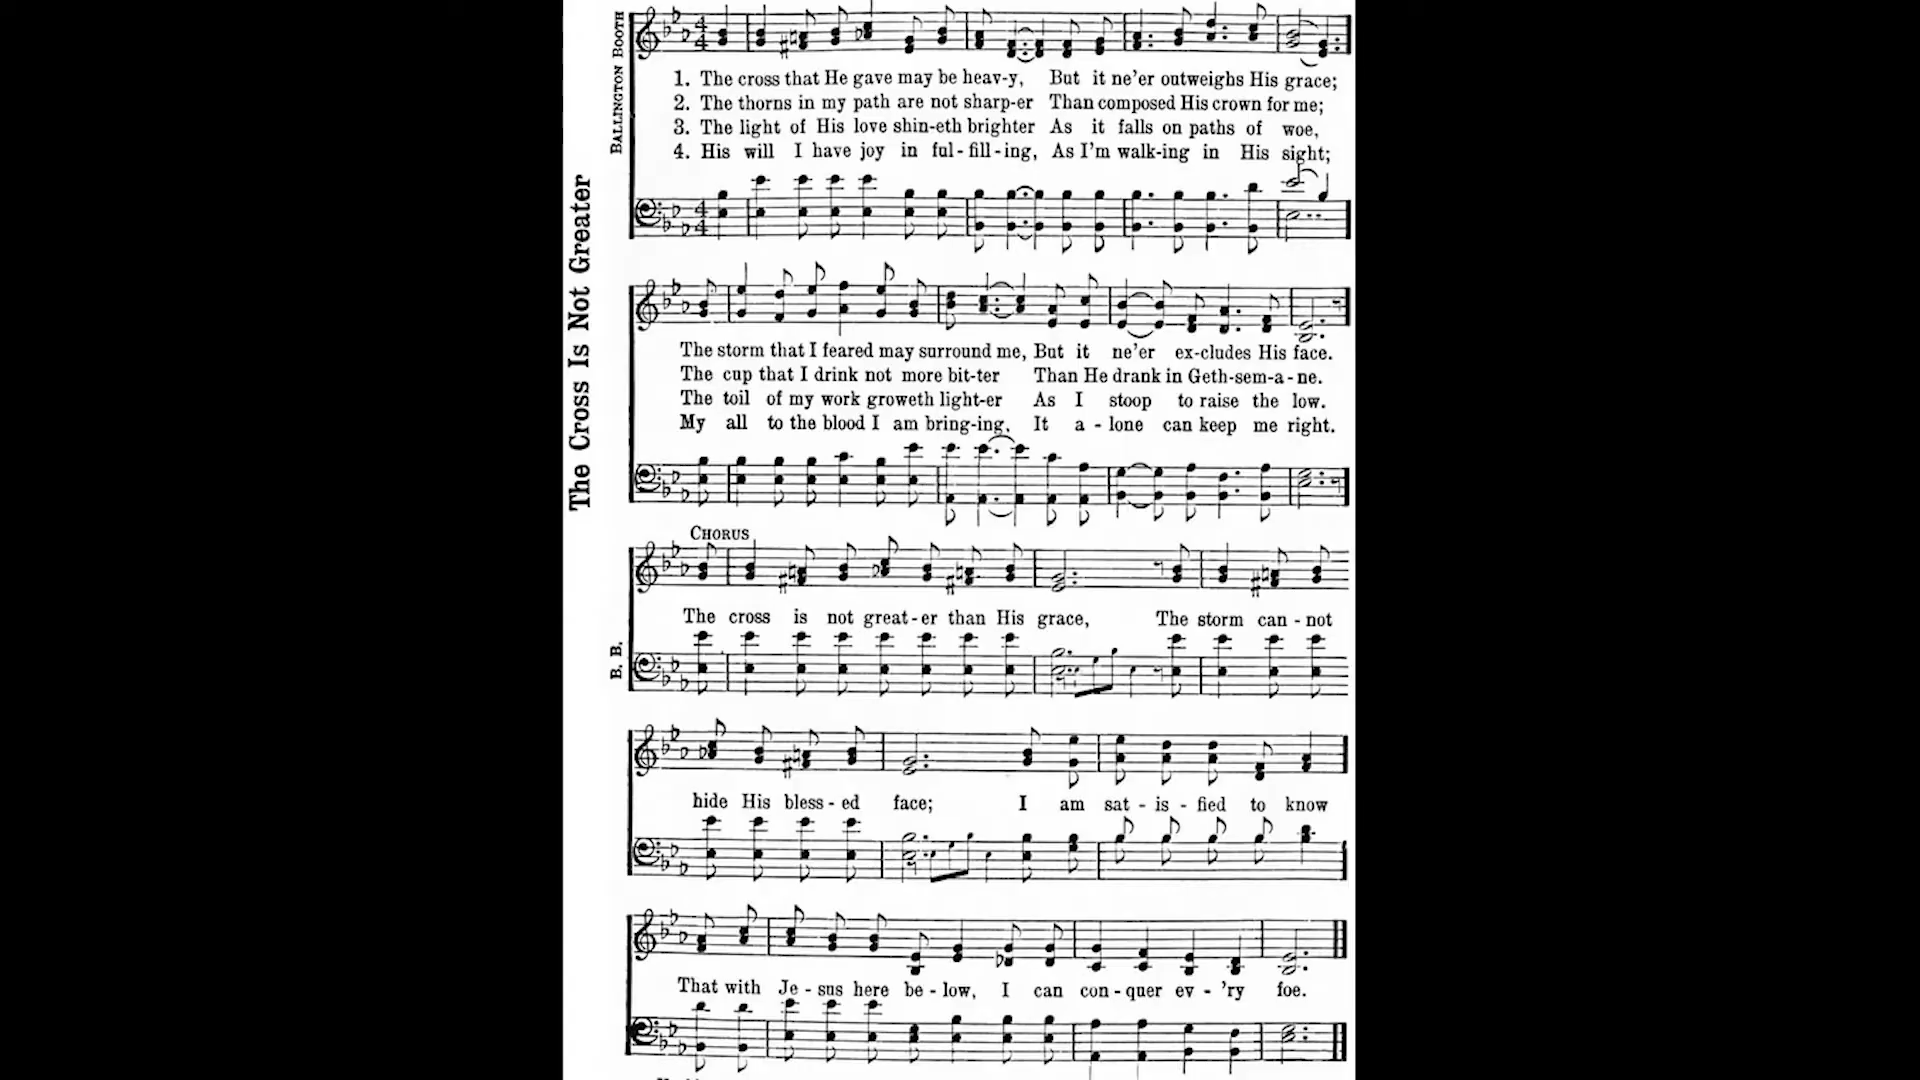 The Cross Is Not Greater
BALLINGTON BOOTH
1. The cross that He gave may be heav-y, But it ne'er outweighs His grace;
2. The thorns in my path are not sharp-er Than composed His crown for me;
3. The light of His love shin-eth brighter As it falls on paths of woe,
4. His will I have joy in ful-fill-ing, As I'm walk-ing in His sight;
The storm that I feared may surround me, But it ne'er ex-cludes His face.
The cup that I drink not more bit-ter Than He drank in Geth-sem-a-ne.
The toil of my work groweth light-er As I stoop to raise the low.
My all to the blood I am bring-ing, It a-lone can keep me right.
CHORUS
B. B.
The cross is not great-er than His grace, The storm can-not
hide His bless-ed face; I am sat-is-fied to know
That with Je-sus here be-low, I can con-quer ev-'ry foe.